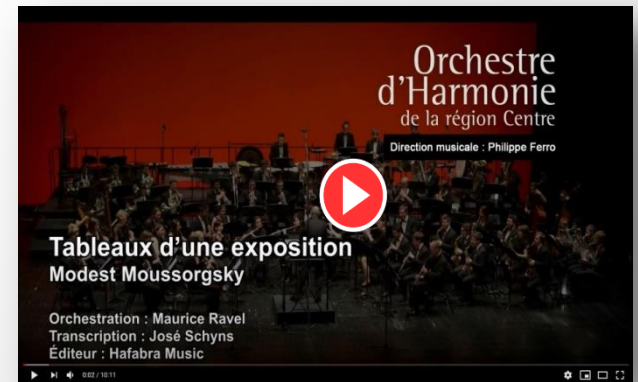 Orchestre
d'Harmonie
de la région Centre
Direction musicale : Philippe Ferro
Tableaux d'une exposition
Modest Moussorgsky
Orchestration : Maurice Ravel
Transcription : José Schyns
Éditeur : Hafabra Music
0:02 / 10:11